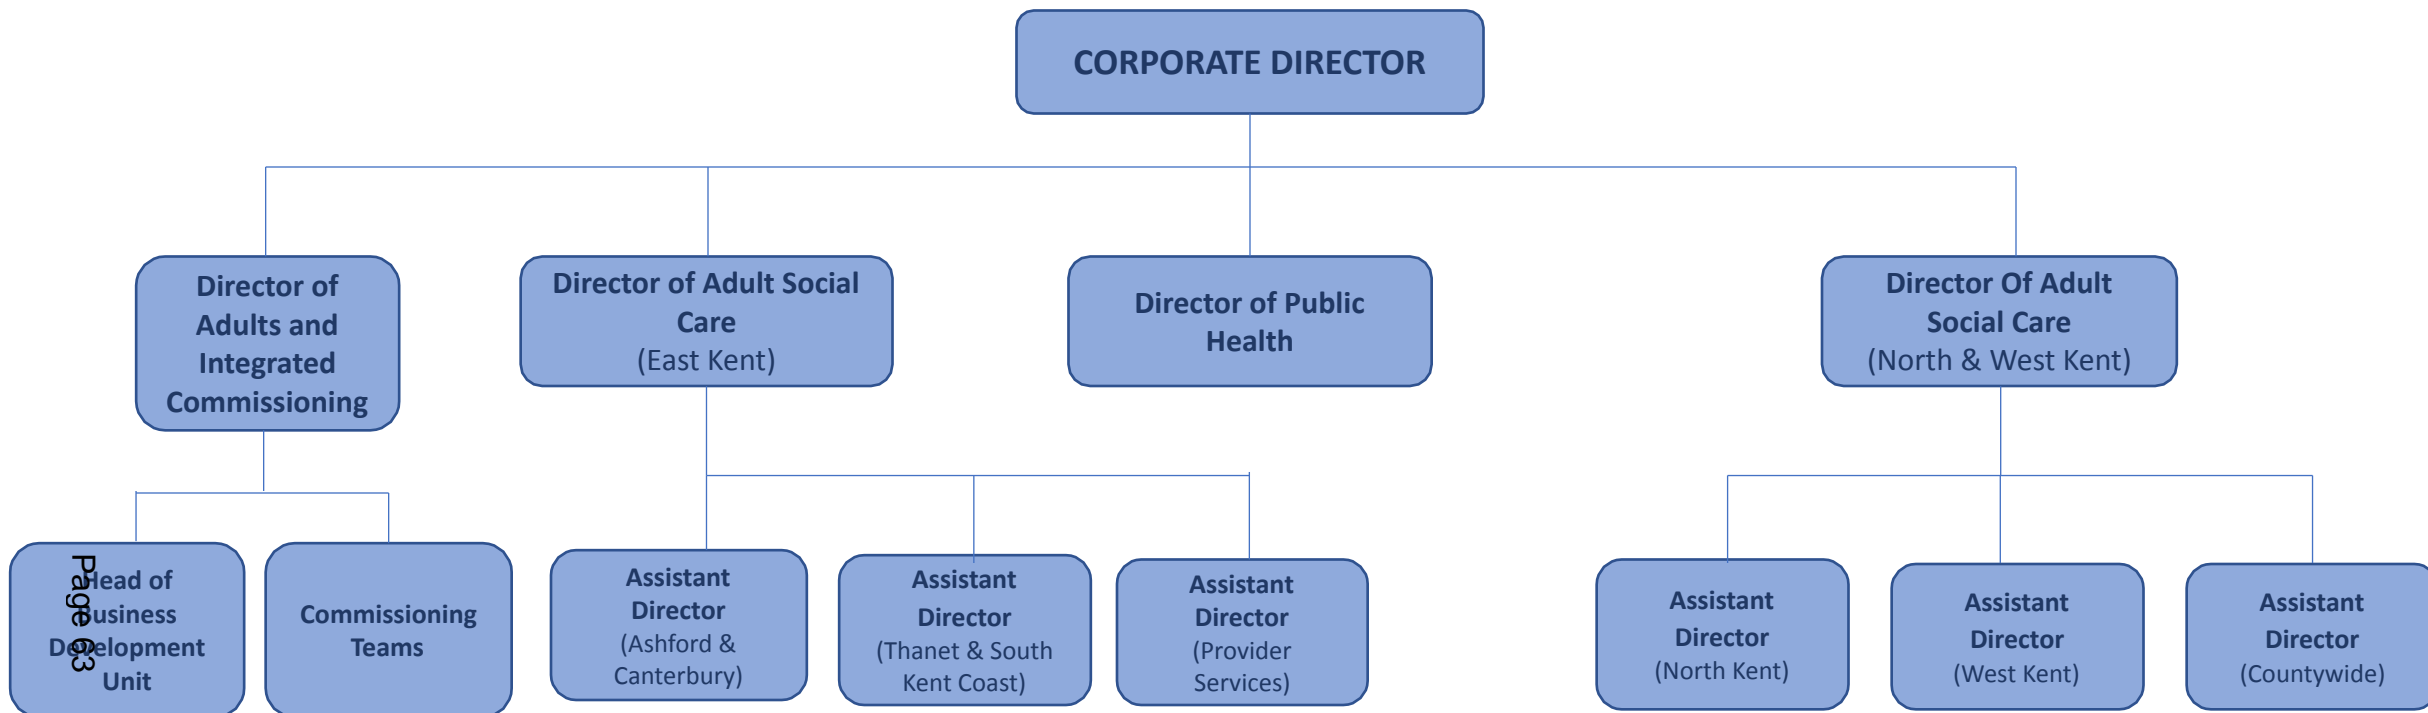 CORPORATE DIRECTOR
Director of
Adults and
Integrated
Commissioning
Director of Adult Social
Care
(East Kent)
Director of Public
Health
Director Of Adult
Social Care
(North & West Kent)
Head of
Business
Development
Unit
Commissioning
Teams
Assistant
Director
(Ashford &
Canterbury)
Assistant
Director
(Thanet & South
Kent Coast)
Assistant
Director
(Provider
Services)
Assistant
Director
(North Kent)
Assistant
Director
(West Kent)
Assistant
Director
(Countywide)
Page 63